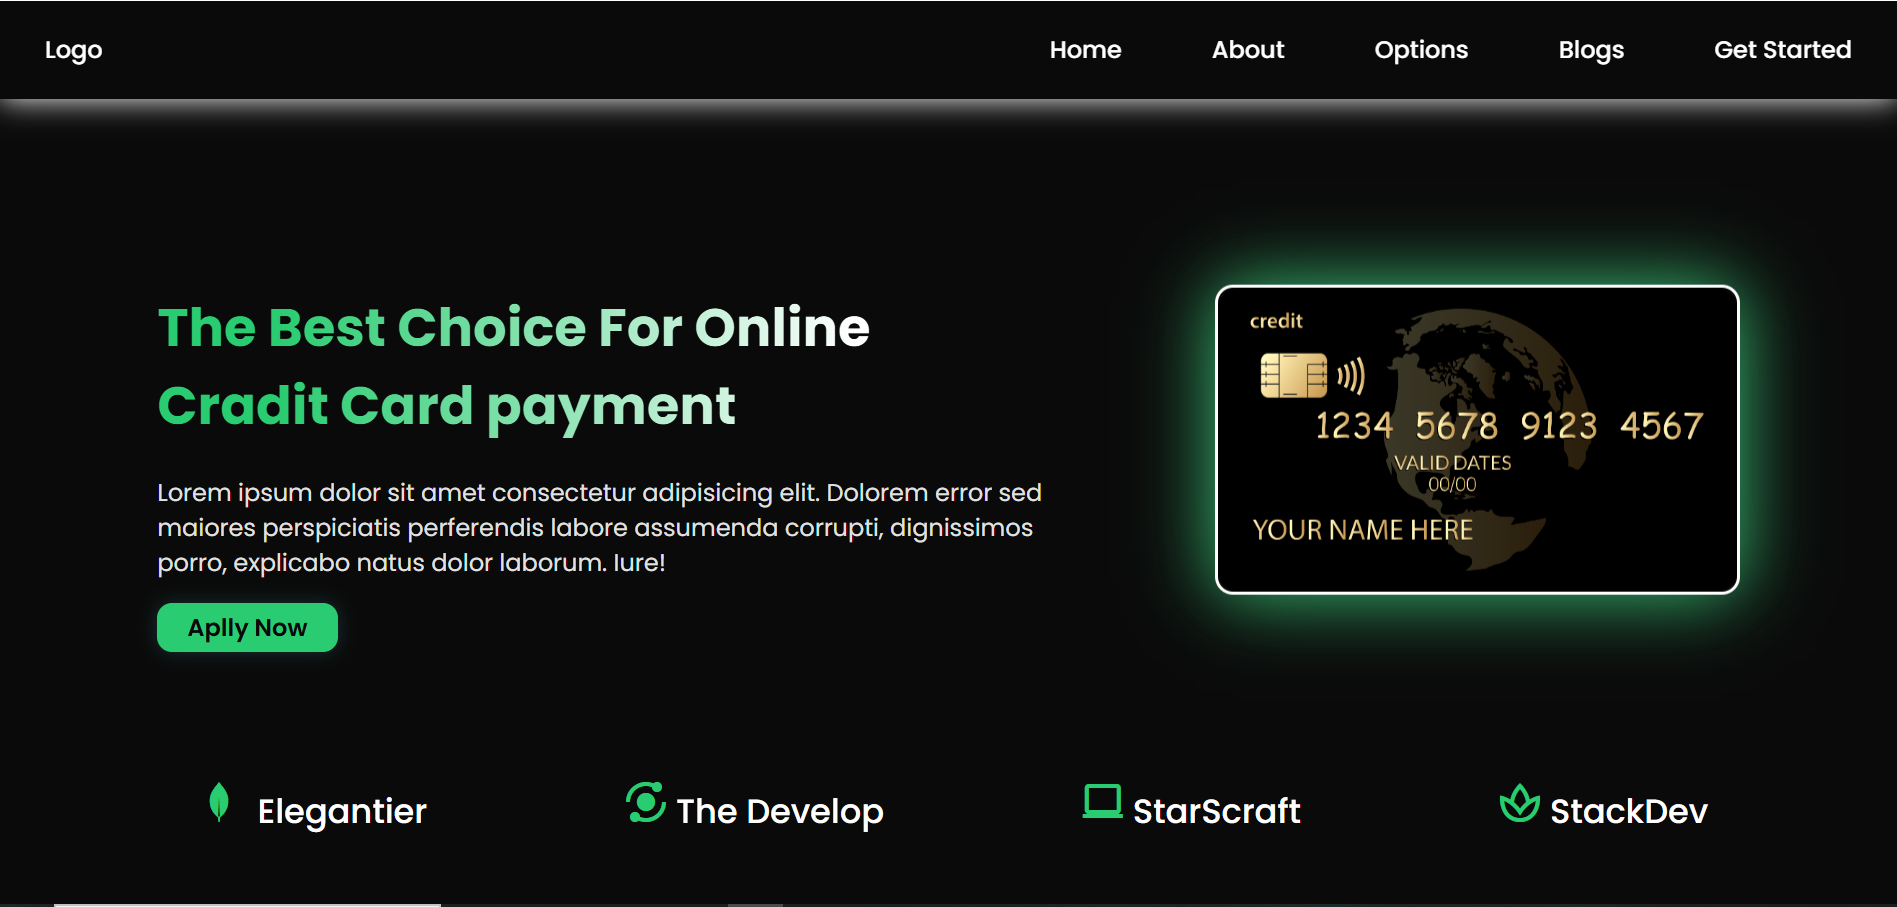 Logo
Home About Options Blogs Get Started
The Best Choice For Online
Cradit Card payment
Lorem ipsum dolor sit amet consectetur adipisicing elit. Dolorem error sed
maiores perspiciatis perferendis labore assumenda corrupti, dignissimos
porro, explicabo natus dolor laborum. Iure!
Aplly Now
credit
1234 5678 9123 4567
VALID DATES
00/00
YOUR NAME HERE
Elegantier
The Develop
StarScraft
StackDev